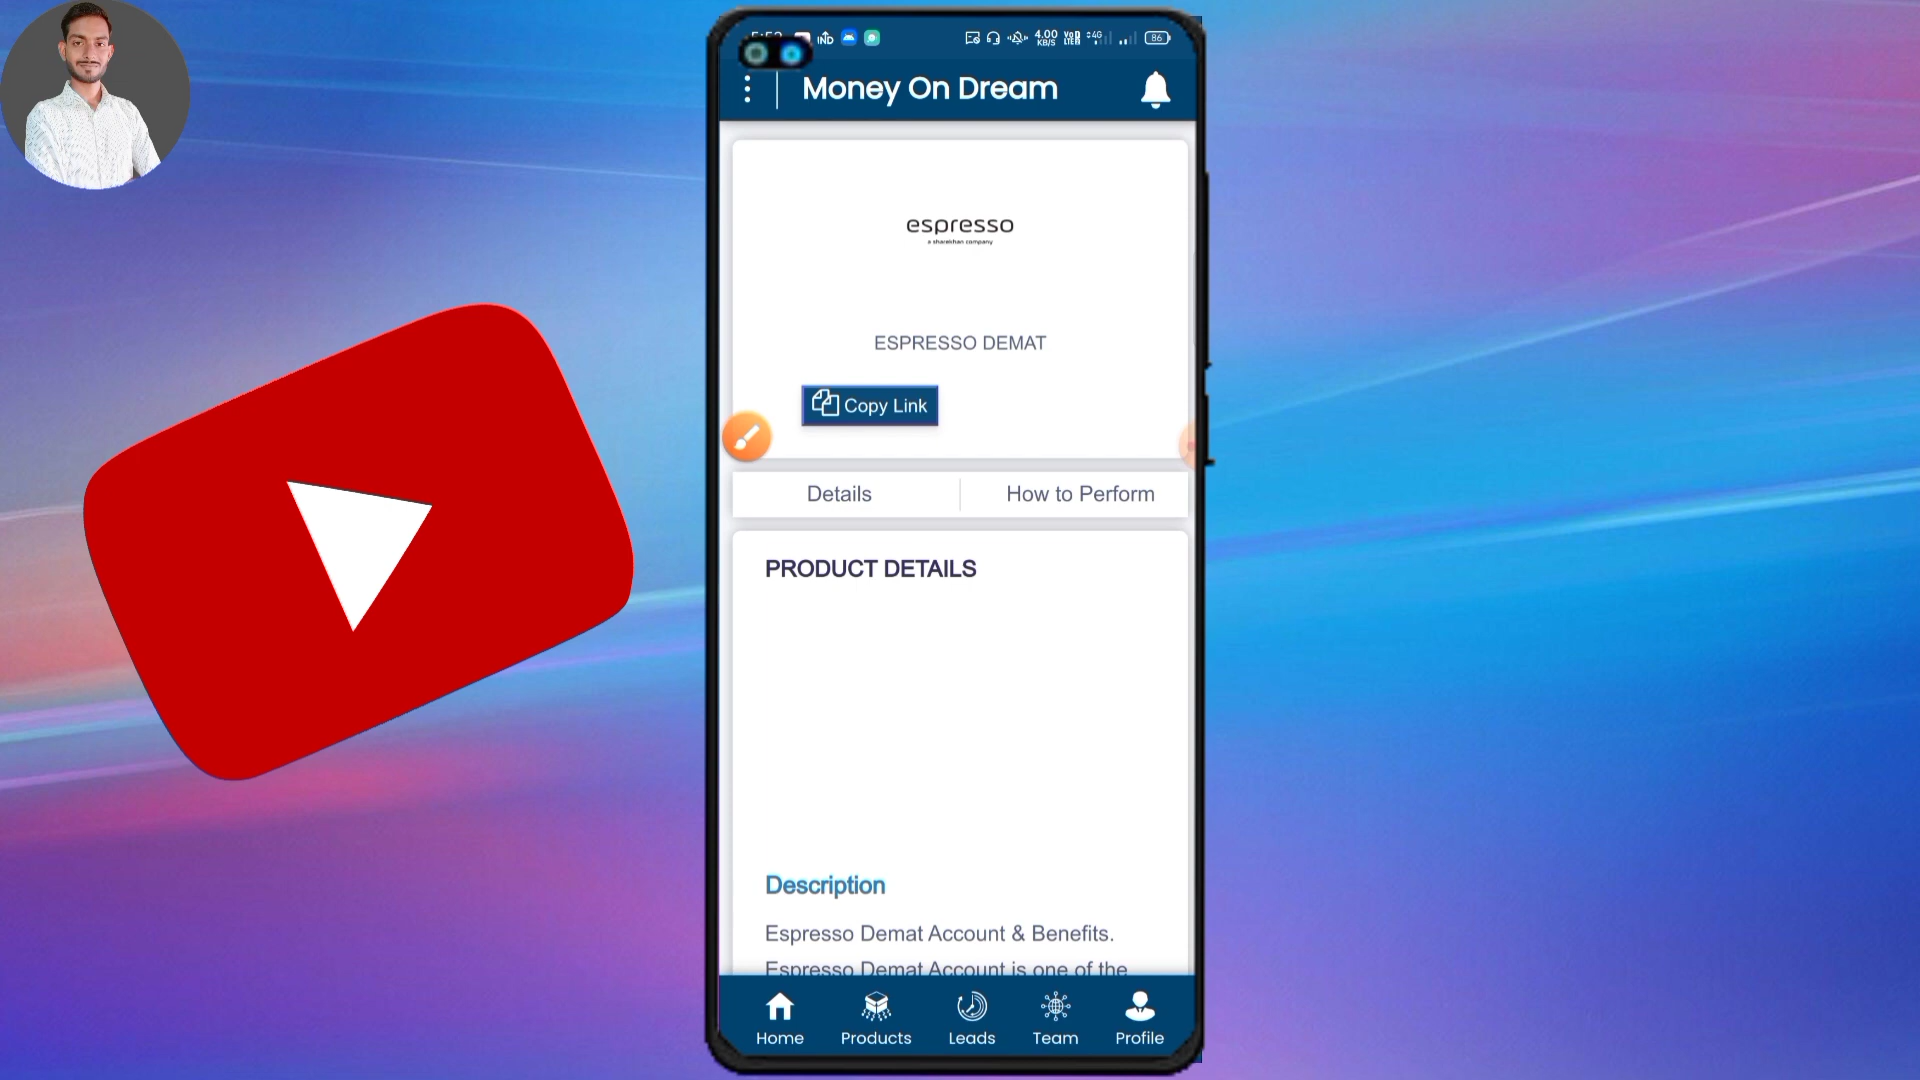 4.00
KB/S
4G
86
Money On Dream
espresso
a sharekhan company
ESPRESSO DEMAT
Copy Link
Details
How to Perform
PRODUCT DETAILS
Description
Espresso Demat Account & Benefits.
Espresso Demat Account is one of the
Home
Products
Leads
Team
Profile